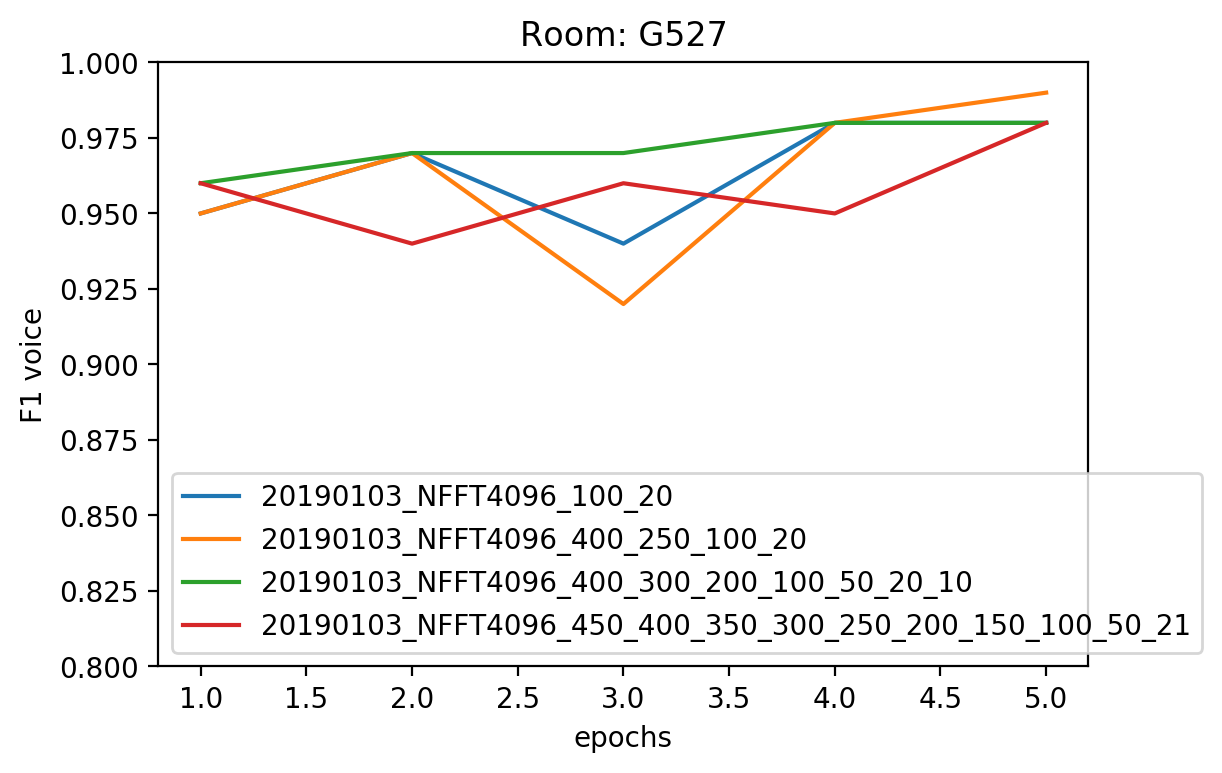 Room: G527
1.000
0.975
0.950
0.925
0.900
0.875
0.850
0.825
0.800
F1 voice
20190103_NFFT4096_100_20
20190103_NFFT4096_400_250_100_20
20190103_NFFT4096_400_300_200_100_50_20_10
20190103_NFFT4096_450_400_350_300_250_200_150_100_50_21
1.0 1.5 2.0 2.5 3.0 3.5 4.0 4.5 5.0
epochs